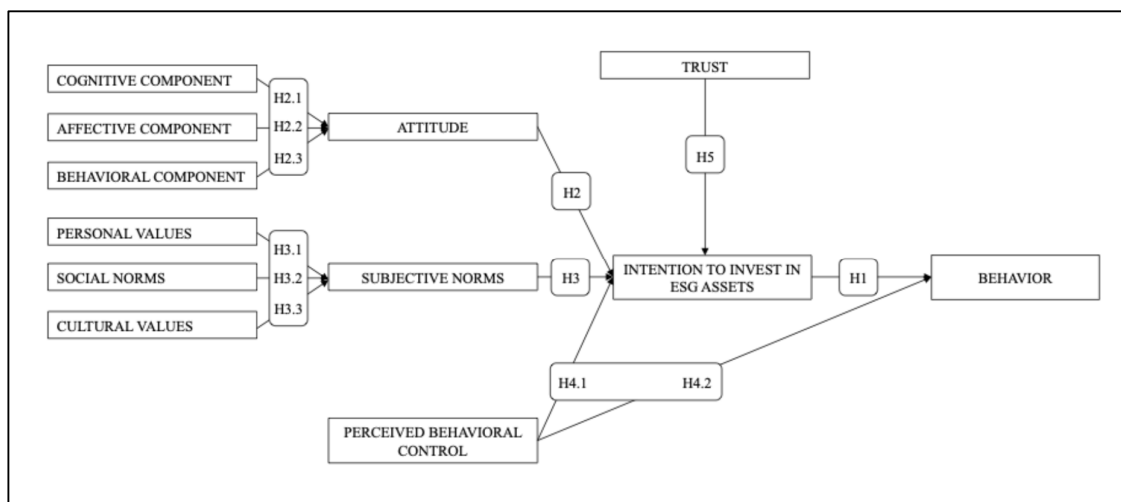 COGNITIVE COMPONENT
AFFECTIVE COMPONENT
BEHAVIORAL COMPONENT
H2.1
H2.2
H2.3
ATTITUDE
TRUST
H5
H2
PERSONAL VALUES
SOCIAL NORMS
CULTURAL VALUES
H3.1
H3.2
H3.3
SUBJECTIVE NORMS
H3
INTENTION TO INVEST IN
ESG ASSETS
H1
BEHAVIOR
H4.1
H4.2
PERCEIVED BEHAVIORAL
CONTROL